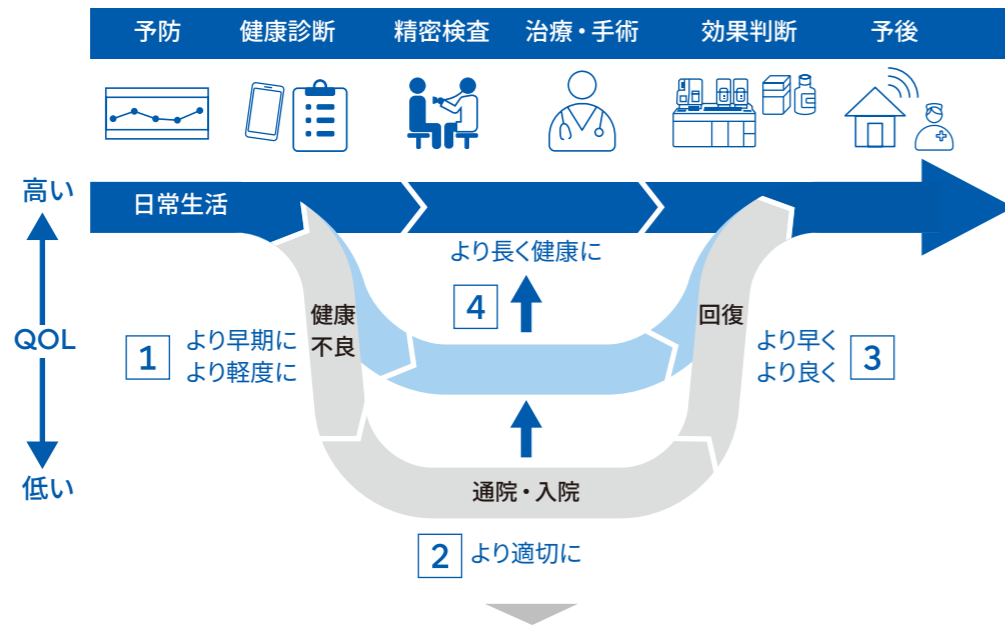 予防 健康診断 精密検査 治療・手術 効果判断 予後
高い
日常生活
より長く健康に
4
健康
不良
回復
QOL
1
より早期に
より軽度に
より早く
より良く
3
低い
通院・入院
2 より適切に